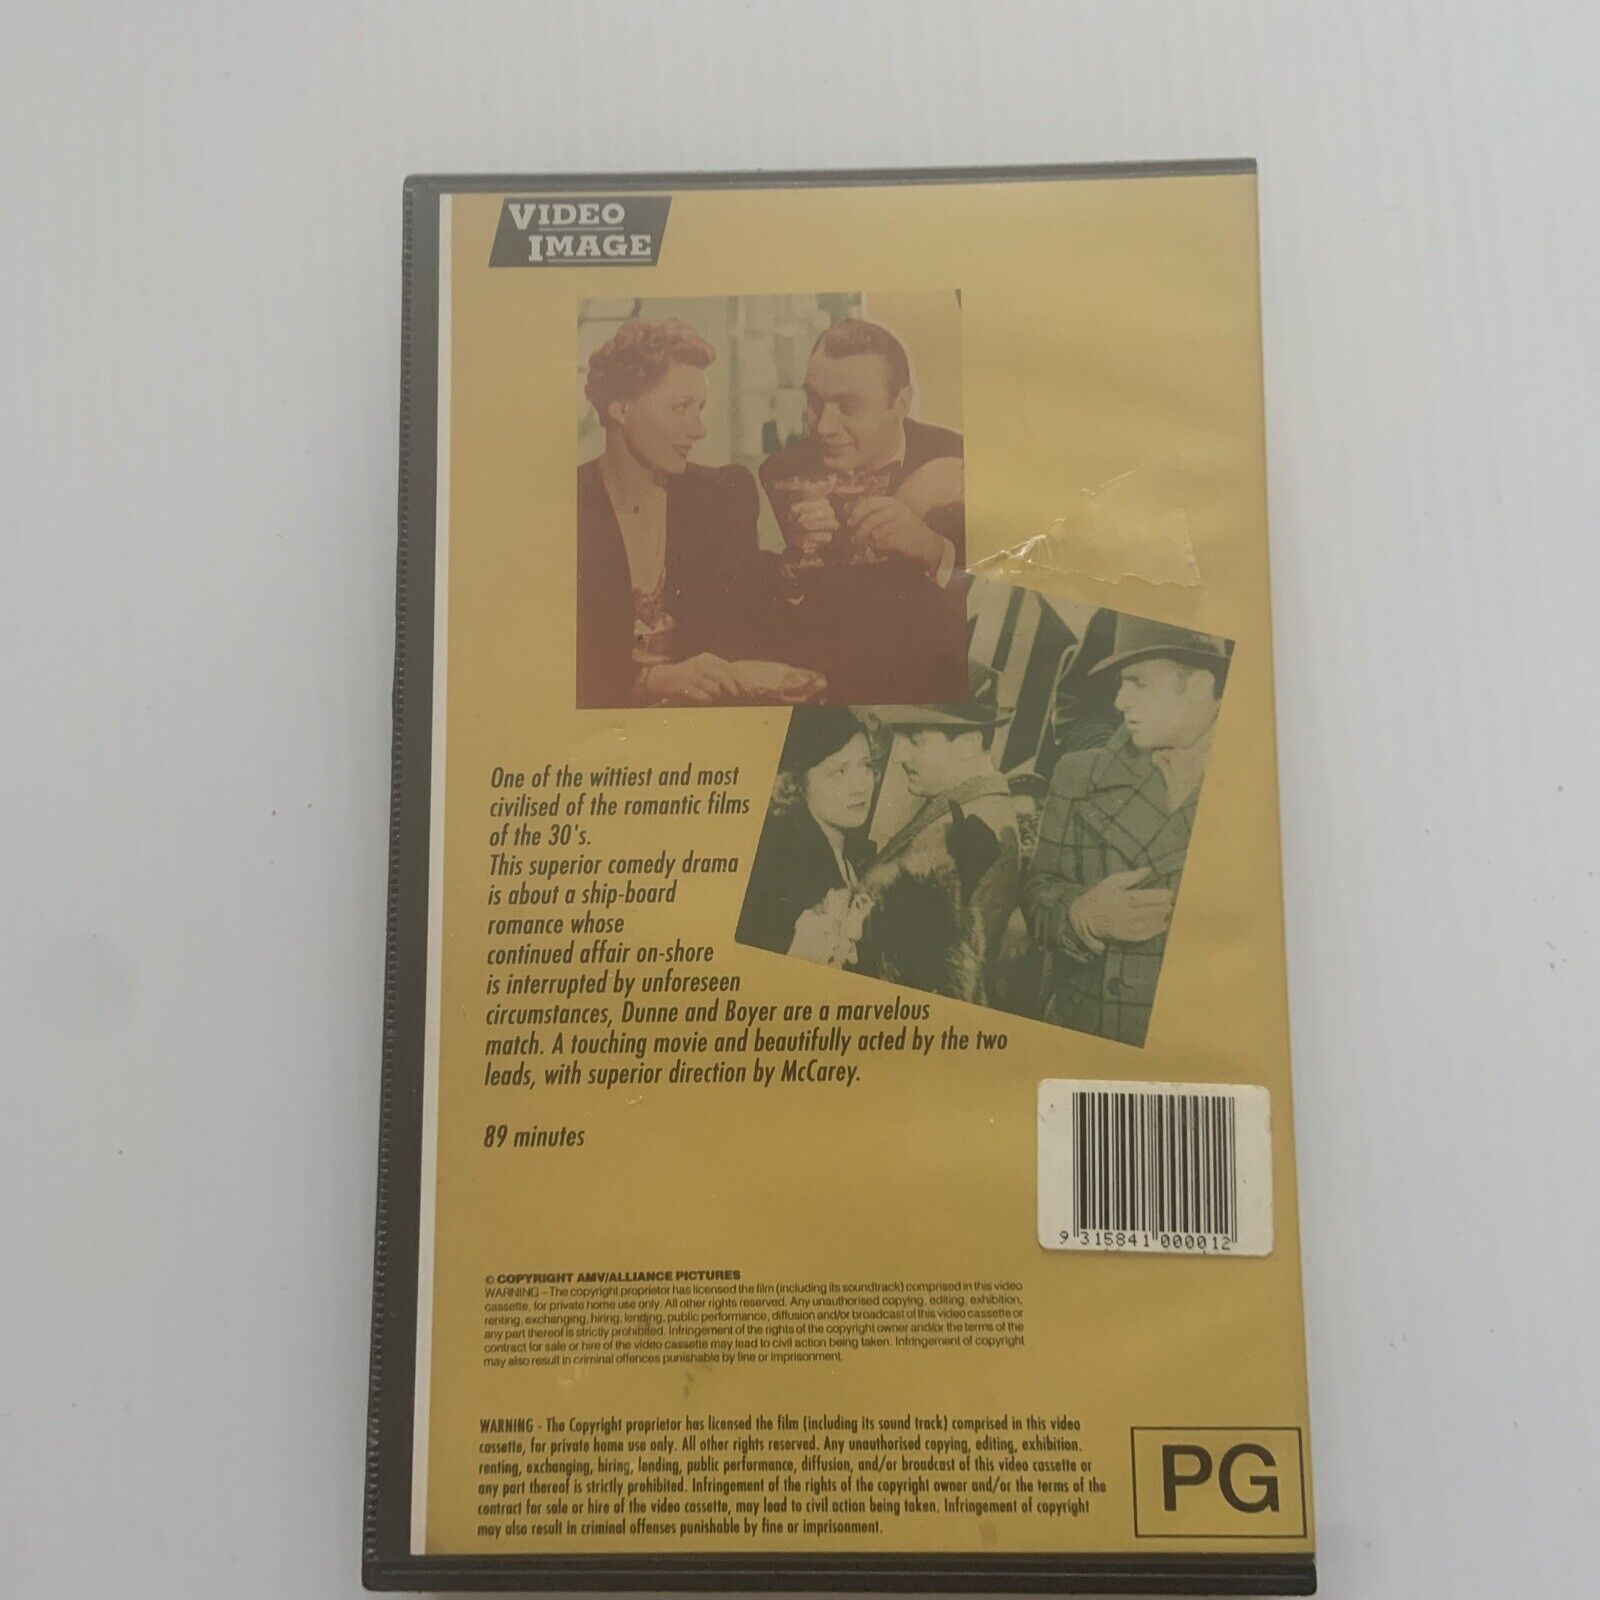 VIDEO
IMAGE
One of the wittiest and most
civilised of the romantic films
of the 30's.
This superior comedy drama
is about a ship-board
romance whose
continued affair on-shore
is interrupted by unforeseen
circumstances, Dunne and Boyer are a marvelous
match. A touching movie and beautifully acted by the two
leads, with superior direction by McCarey.
89 minutes
9 315841 000012
© COPYRIGHT AMV/ALLIANCE PICTURES
WARNING – The copyright proprietor has licensed the film (including its soundtrack) comprised in this video
cassette, for private home use only. All other rights reserved. Any unauthorised copying, editing, exhibition,
renting, exchanging, hiring, lending, public performance, diffusion and/or broadcast of this video cassette or
any part thereof is strictly prohibited. Infringement of the rights of the copyright owner and/or the terms of the
contract for sale or hire of the video cassette may lead to civil action being taken. Infringement of copyright
may also result in criminal offences punishable by fine or imprisonment.
WARNING - The Copyright proprietor has licensed the film (including its sound track) comprised in this video
cassette, for private home use only. All other rights reserved. Any unauthorised copying, editing, exhibition.
renting, exchanging, hiring, lending, public performance, diffusion, and/or broadcast of this video cassette or
any part thereof is strictly prohibited. Infringement of the rights of the copyright owner and/or the terms of the
contract for sale or hire of the video cassette, may lead to civil action being taken. Infringement of copyright
may also result in criminal offenses punishable by fine or imprisonment.
PG